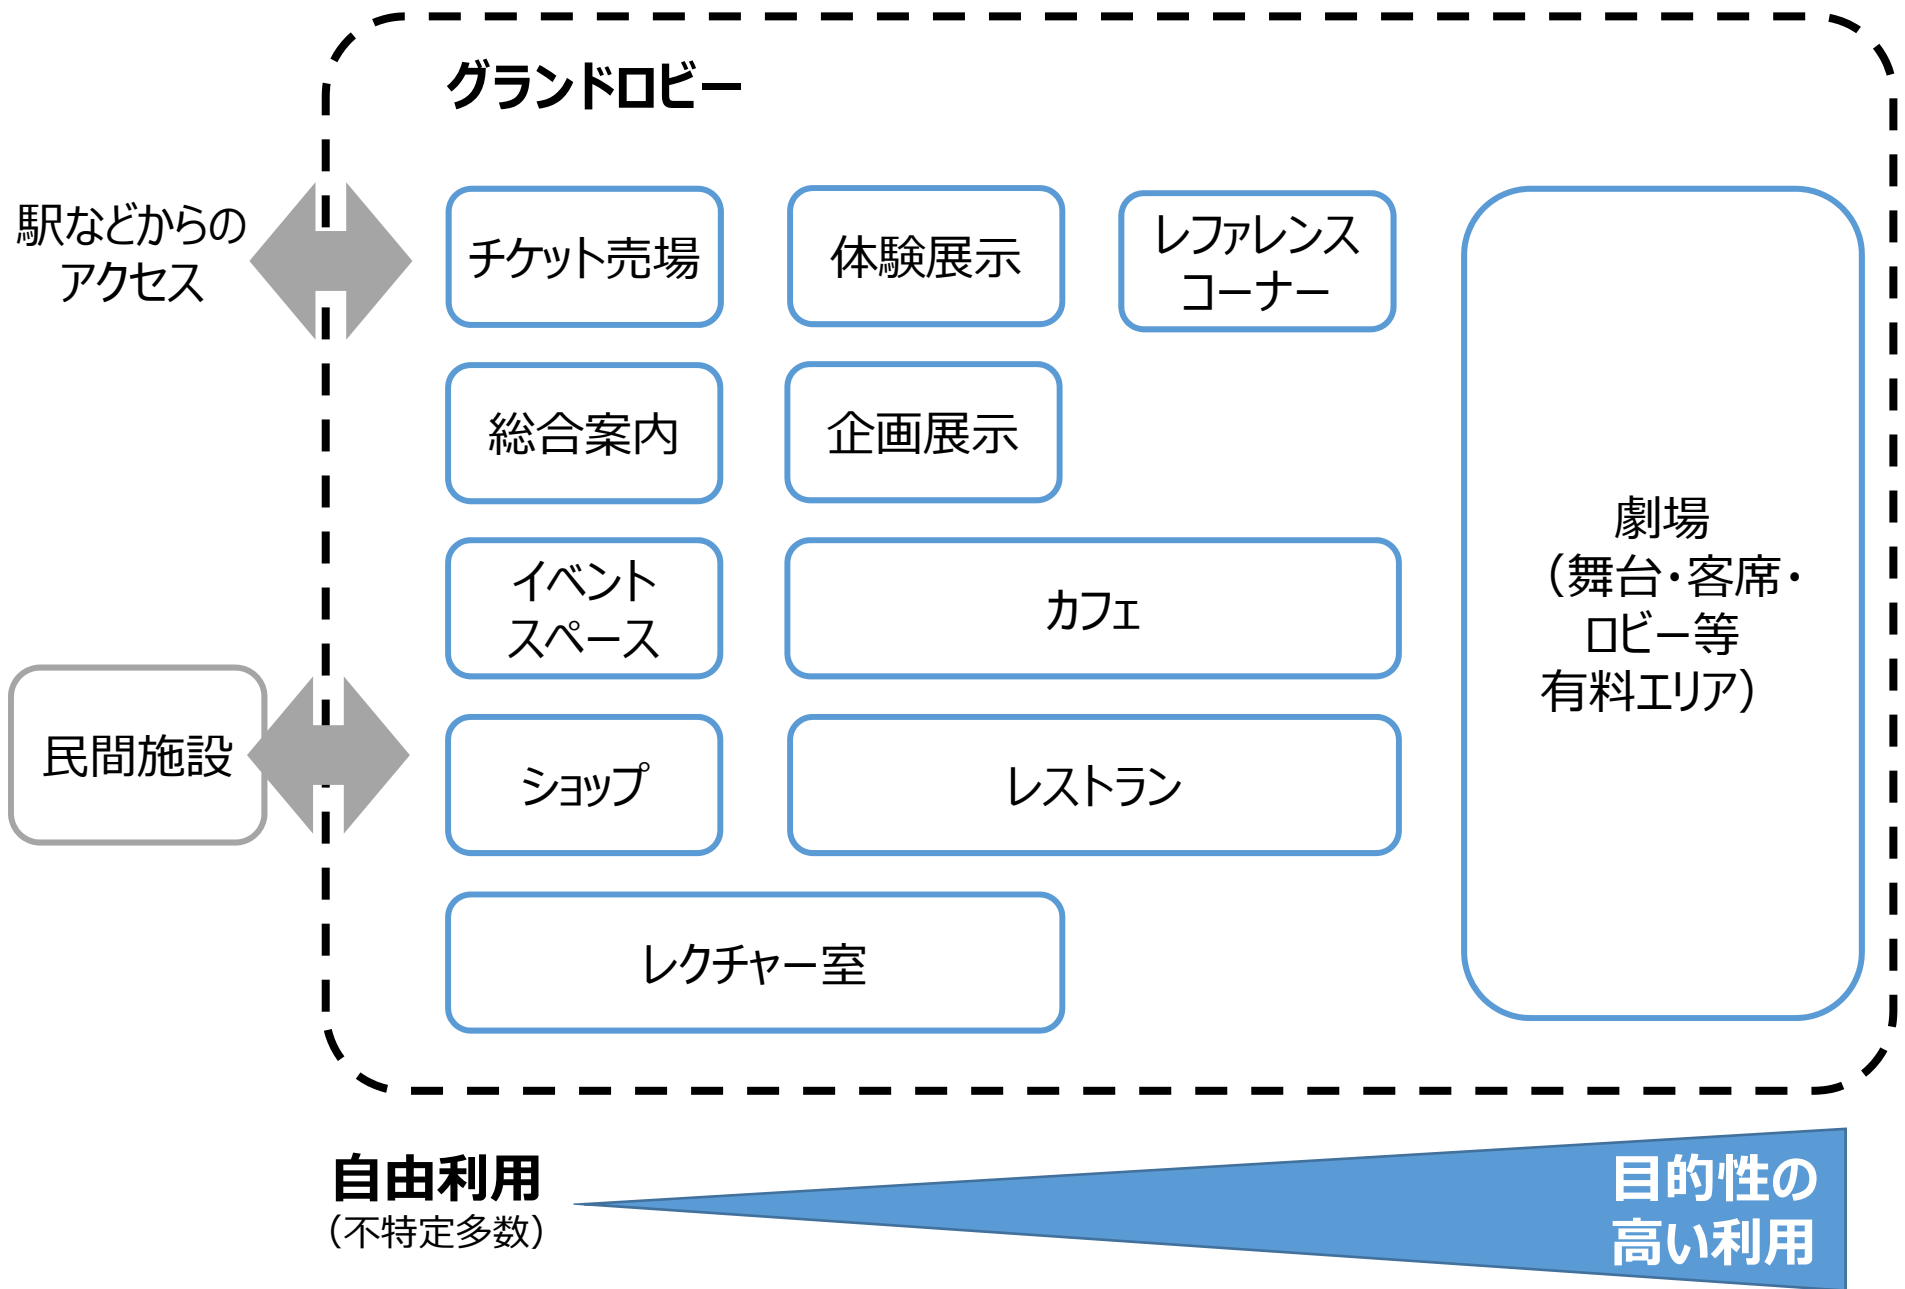 グランドロビー
駅などからの
アクセス
チケット売場
体験展示
レファレンス
コーナー
総合案内
企画展示
イベント
スペース
カフェ
劇場
（舞台・客席・
ロビー等
有料エリア）
民間施設
ショップ
レストラン
レクチャー室
自由利用
（不特定多数）
目的性の
高い利用